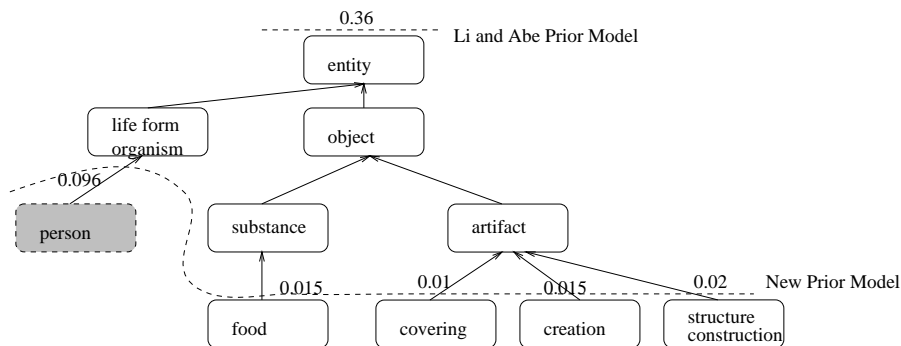 0.36
Li and Abe Prior Model
entity
life form
organism
object
0.096
person
substance
artifact
0.015
0.01
0.015
0.02
New Prior Model
food
covering
creation
structure
construction